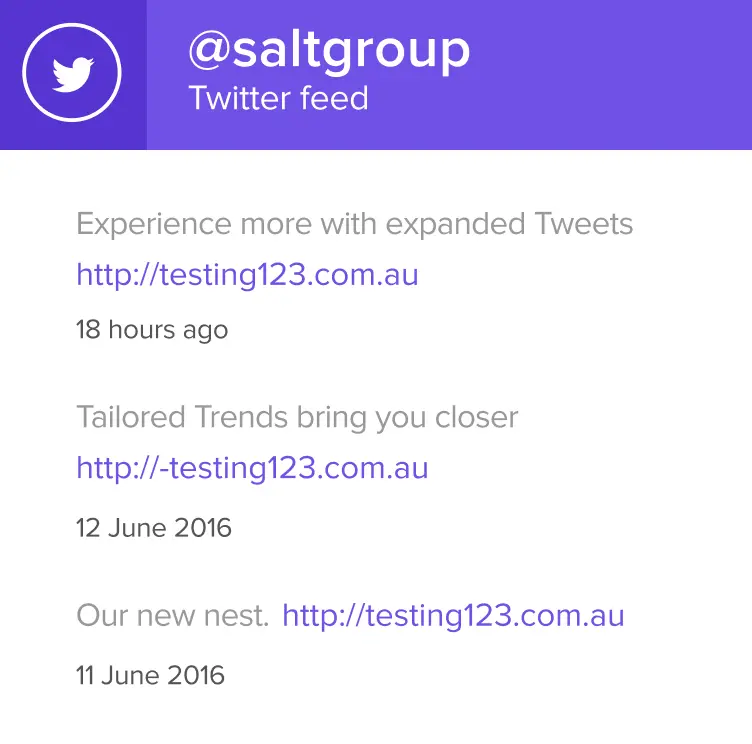 @saltgroup
Twitter feed
Experience more with expanded Tweets
http://testing123.com.au
18 hours ago
Tailored Trends bring you closer
http://-testing123.com.au
12 June 2016
Our new nest. http://testing123.com.au
11 June 2016